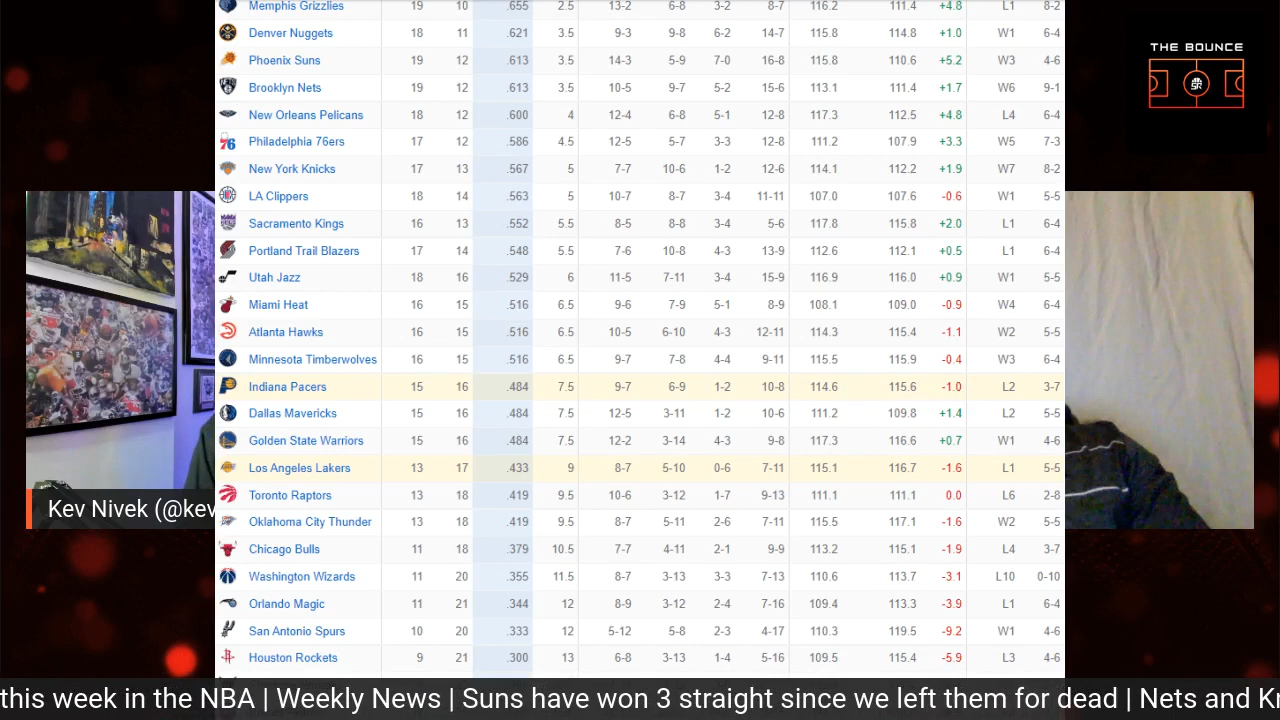 Memphis Grizzlies 19 10 .655 2.5 13-2 6-8 3-2 8-7 116.2 111.4 +4.8 L1 8-2
Denver Nuggets 18 11 .621 3.5 9-3 9-8 6-2 14-7 115.8 114.8 +1.0 W1 6-4
Phoenix Suns 19 12 .613 3.5 14-3 5-9 7-0 16-8 115.8 110.6 +5.2 W3 4-6
Brooklyn Nets 19 12 .613 3.5 10-5 9-7 5-2 15-6 113.1 111.4 +1.7 W6 9-1
New Orleans Pelicans 18 12 .600 4 12-4 6-8 5-1 12-8 117.3 112.5 +4.8 L4 6-4
Philadelphia 76ers 17 12 .586 4.5 12-5 5-7 3-3 12-8 111.2 107.9 +3.3 W5 7-3
New York Knicks 17 13 .567 5 7-7 10-6 1-2 12-6 114.1 112.2 +1.9 W7 8-2
LA Clippers 18 14 .563 5 10-7 8-7 3-4 11-11 107.0 107.6 -0.6 W1 5-5
Sacramento Kings 16 13 .552 5.5 8-5 8-8 3-4 5-6 117.8 115.8 +2.0 L1 6-4
Portland Trail Blazers 17 14 .548 5.5 7-6 10-8 4-3 13-9 112.6 112.1 +0.5 L1 6-4
Utah Jazz 18 16 .529 6 11-5 7-11 3-4 15-9 116.9 116.0 +0.9 W1 5-5
Miami Heat 16 15 .516 6.5 9-6 7-9 5-1 8-9 108.1 109.0 -0.9 W4 6-4
Atlanta Hawks 16 15 .516 6.5 10-5 6-10 4-3 12-11 114.3 115.4 -1.1 W2 5-5
Minnesota Timberwolves 16 15 .516 6.5 9-7 7-8 4-4 9-11 115.5 115.9 -0.4 W3 6-4
Indiana Pacers 15 16 .484 7.5 9-7 6-9 1-2 10-8 114.6 115.6 -1.0 L2 3-7
Dallas Mavericks 15 16 .484 7.5 12-5 3-11 1-2 10-6 111.2 109.8 +1.4 L2 5-5
Golden State Warriors 15 16 .484 7.5 12-2 3-14 4-3 9-8 117.3 116.6 +0.7 W1 4-6
Los Angeles Lakers 13 17 .433 9 8-7 5-10 0-6 7-11 115.1 116.7 -1.6 L1 5-5
Toronto Raptors 13 18 .419 9.5 10-6 3-12 1-7 9-13 111.1 111.1 0.0 L6 2-8
Oklahoma City Thunder 13 18 .419 9.5 8-7 5-11 2-6 7-11 115.5 117.1 -1.6 W2 5-5
Chicago Bulls 11 18 .379 10.5 7-7 4-11 2-1 9-9 113.2 115.1 -1.9 L4 3-7
Washington Wizards 11 20 .355 11.5 8-7 3-13 3-3 7-13 110.6 113.7 -3.1 L10 0-10
Orlando Magic 11 21 .344 12 8-9 3-12 2-4 7-16 109.4 113.3 -3.9 L1 6-4
San Antonio Spurs 10 20 .333 12 5-12 5-8 2-3 4-17 110.3 119.5 -9.2 W1 4-6
Houston Rockets 9 21 .300 13 6-8 3-13 1-4 5-16 109.5 115.4 -5.9 L3 4-6
THE BOUNCE
Kev Nivek (@kev
this week in the NBA | Weekly News | Suns have won 3 straight since we left them for dead | Nets and K